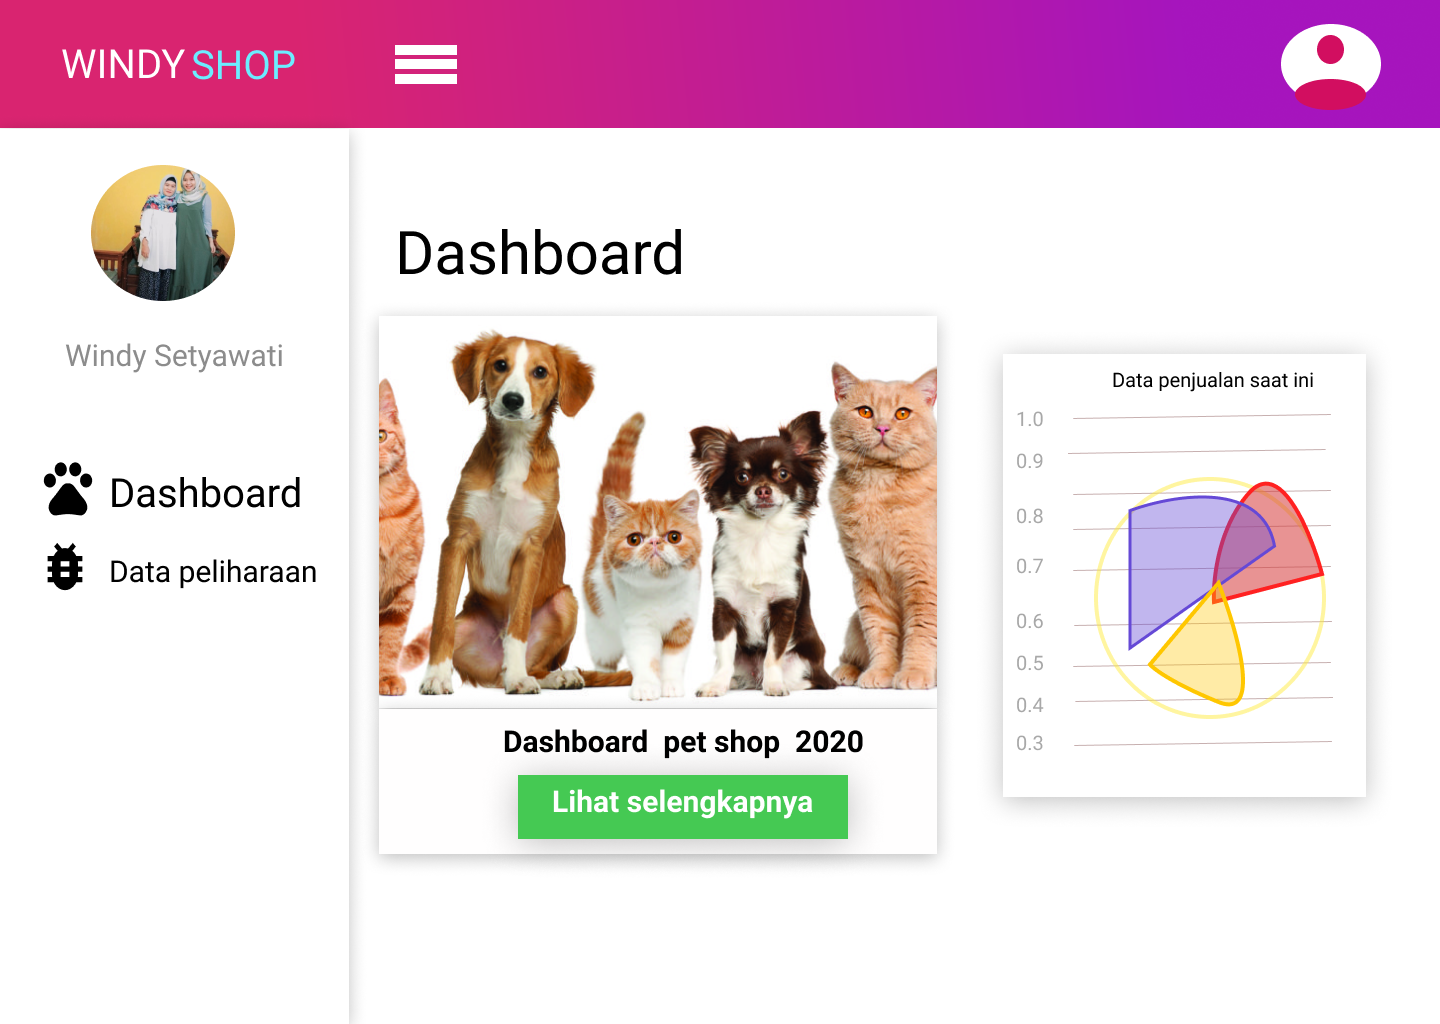 WINDY SHOP
Windy Setyawati
Dashboard
Data peliharaan
Dashboard
Dashboard pet shop 2020
Lihat selengkapnya
Data penjualan saat ini
1.0
0.9
0.8
0.7
0.6
0.5
0.4
0.3